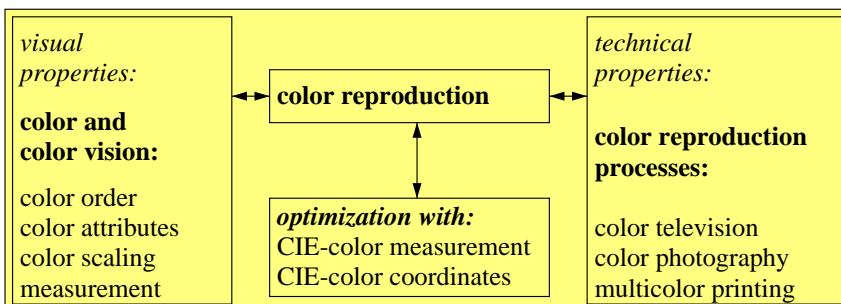 visual
properties:
color and
color vision:
color order
color attributes
color scaling
measurement
color reproduction
optimization with:
CIE-color measurement
CIE-color coordinates
technical
properties:
color reproduction
processes:
color television
color photography
multicolor printing